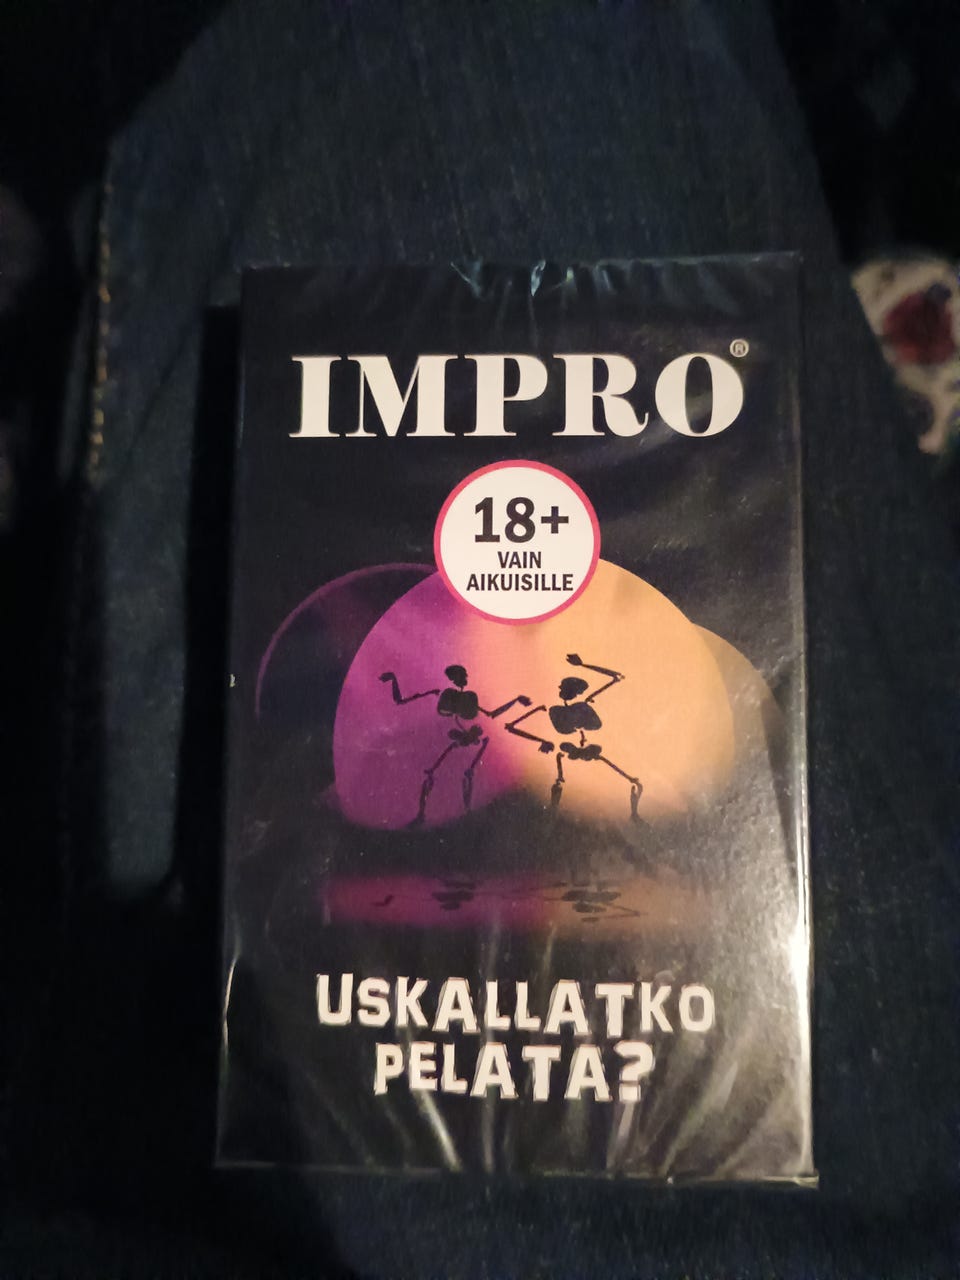 IMPRO®
18+
VAIN
AIKUISILLE
USKALLATKO
PELATA?